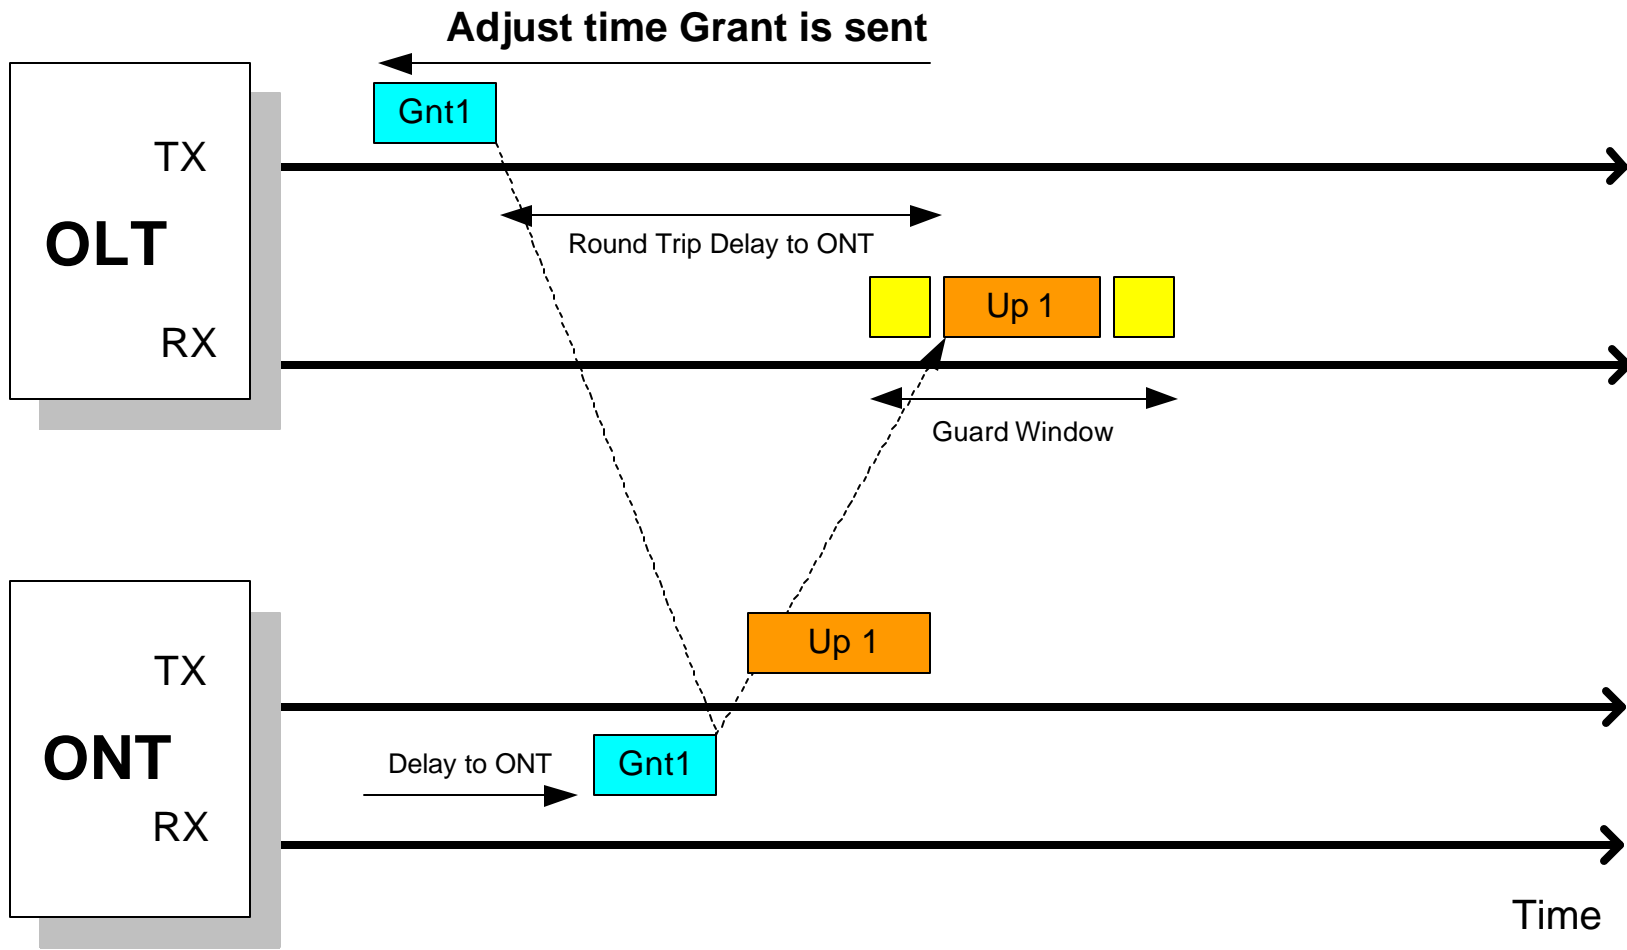 Adjust time Grant is sent
Gnt1
TX
OLT
Round Trip Delay to ONT
Up 1
RX
Guard Window
Up 1
TX
ONT
Delay to ONT
Gnt1
RX
Time